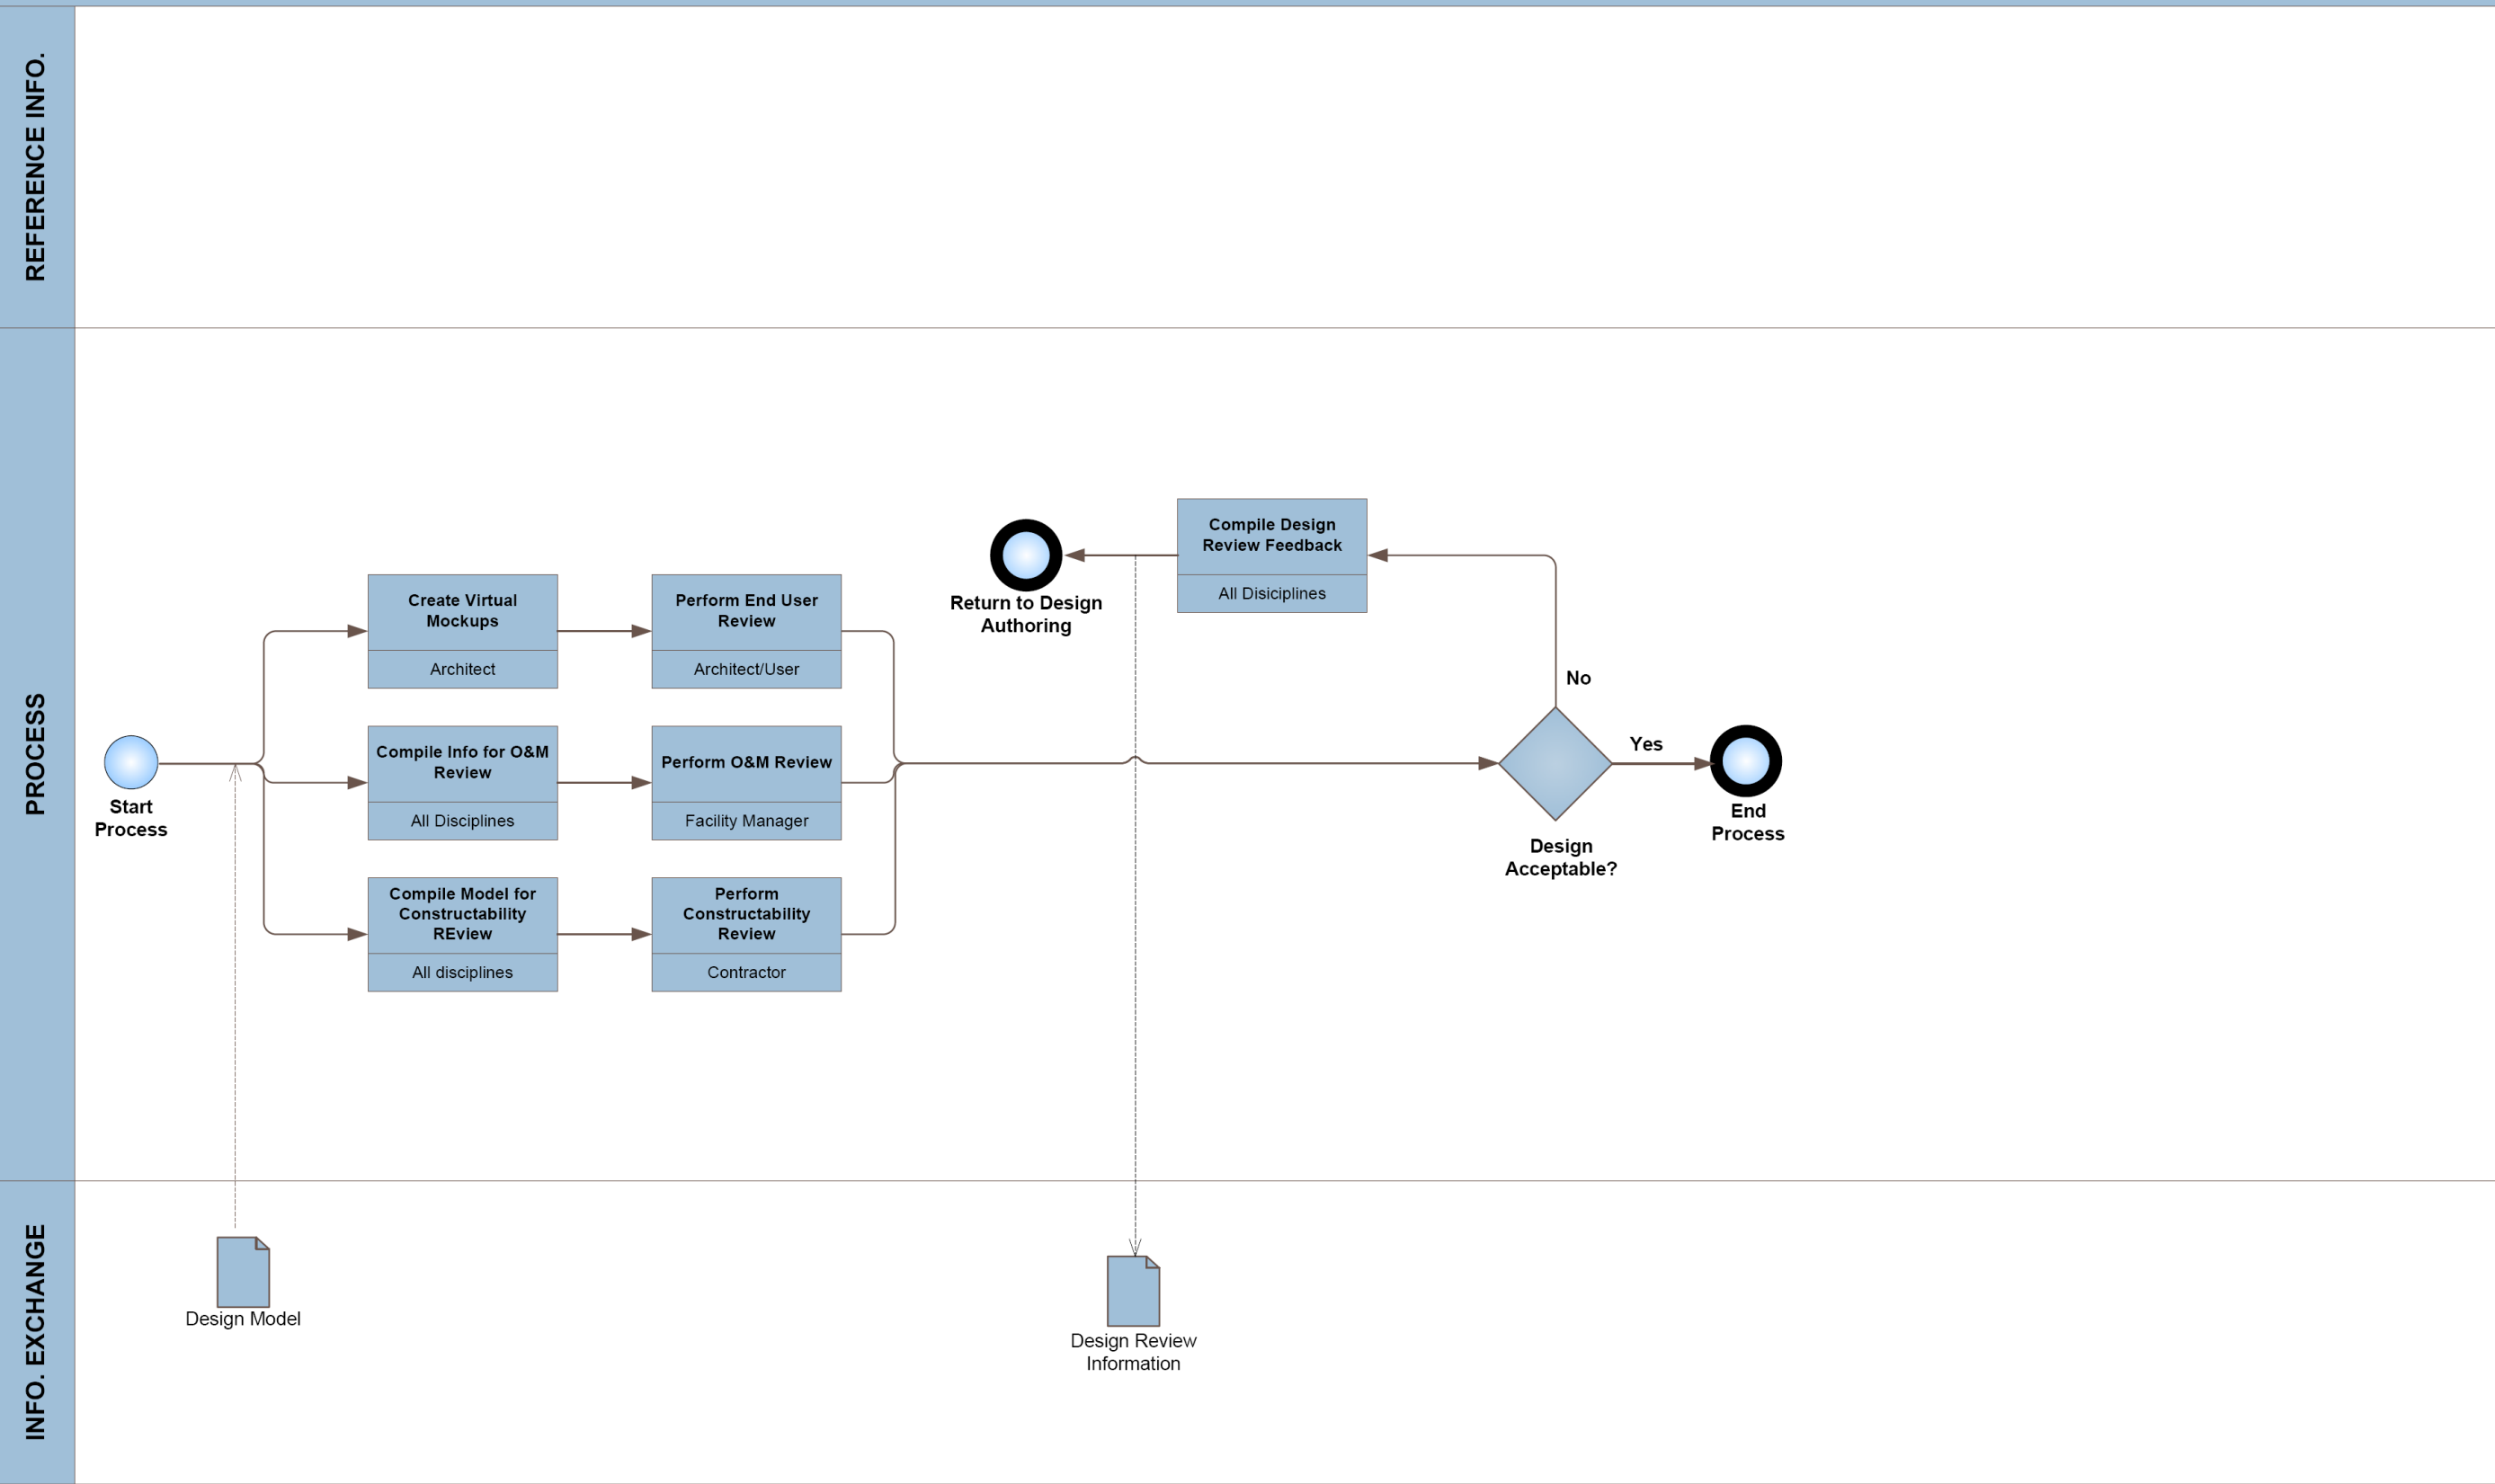 REFERENCE INFO.
PROCESS
Start
Process
Create Virtual
Mockups
Architect
Perform End User
Review
Architect/User
Compile Info for O&M
Review
All Disciplines
Perform O&M Review
Facility Manager
Compile Model for
Constructability
REview
All disciplines
Perform
Constructability
Review
Contractor
Return to Design
Authoring
Compile Design
Review Feedback
All Disiciplines
No
Yes
Design
Acceptable?
End
Process
INFO. EXCHANGE
Design Model
Design Review
Information